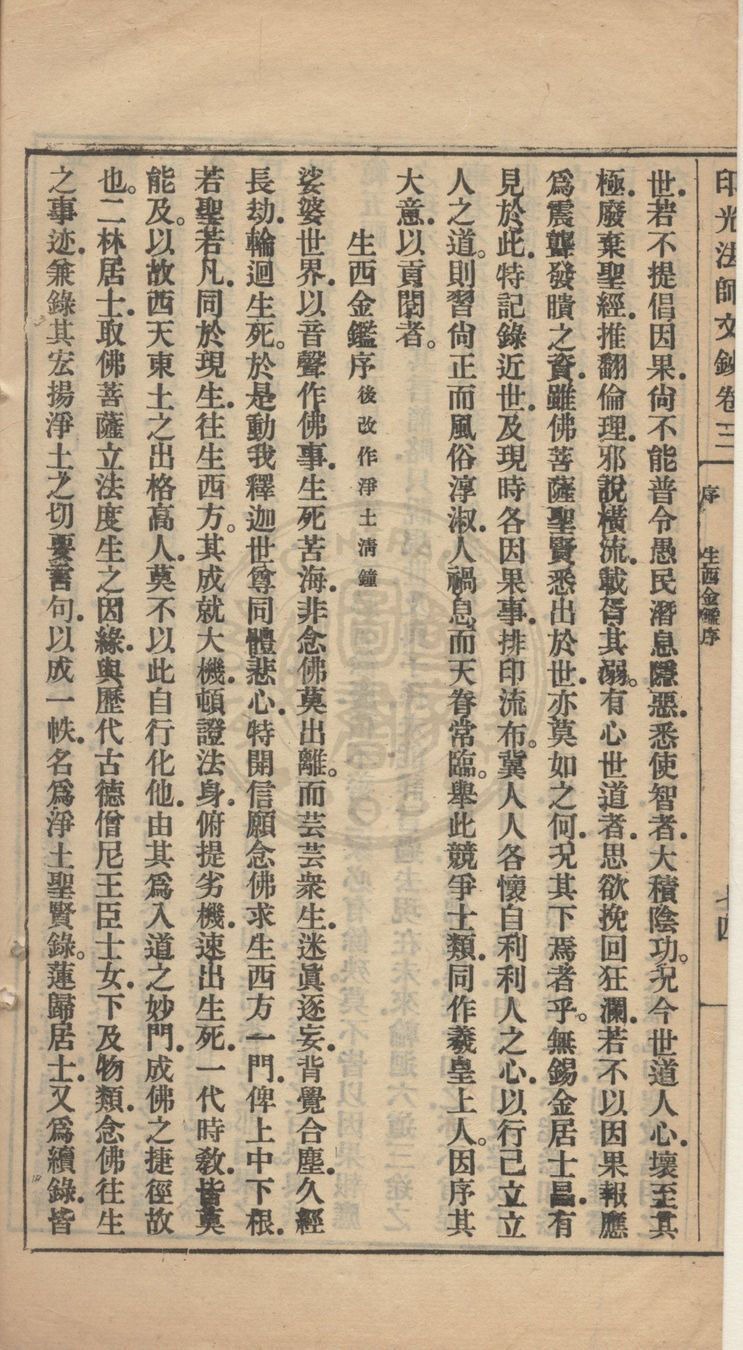 印光法師文鈔卷三 序 生西金鑑序 七四
世若不提倡因果尙不能普令愚民潛息隱惡悉使智者大積陰功。况今世道人心壞至其
極廢棄聖經推翻倫理邪說橫流載胥其溺。有心世道者思欲挽回狂瀾若不以因果報應
爲震聾發聵之資雖佛菩薩聖賢悉出於世亦莫如之何况其下焉者乎。無錫金居士昌有
見於此特記錄近世及現時各因果事排印流布。冀人人各懷自利利人之心以行己立立
人之道。則習尙正而風俗淳淑人禍息而天眷常臨。舉此競爭士類同作羲皇上人。因序其
大意以貢閱者。
生西金鑑序 後改作淨土清鐘
娑婆世界以音聲作佛事生死苦海非念佛莫出離。而芸芸衆生迷眞逐妄背覺合塵久經
長劫輪迴生死。於是動我釋迦世尊同體悲心特開信願念佛求生西方一門俾上中下根
若聖若凡同於現生往生西方。其成就大機頓證法身俯提劣機速出生死一代時敎皆莫
能及。以故西天東土之出格高人莫不以此自行化他由其爲入道之妙門成佛之捷徑故
也。二林居士取佛菩薩立法度生之因緣與歷代古德僧尼王臣士女下及物類念佛往生
之事迹兼錄其宏揚淨土之切要書句以成一帙名爲淨土聖賢錄。蓮歸居士又爲續錄皆